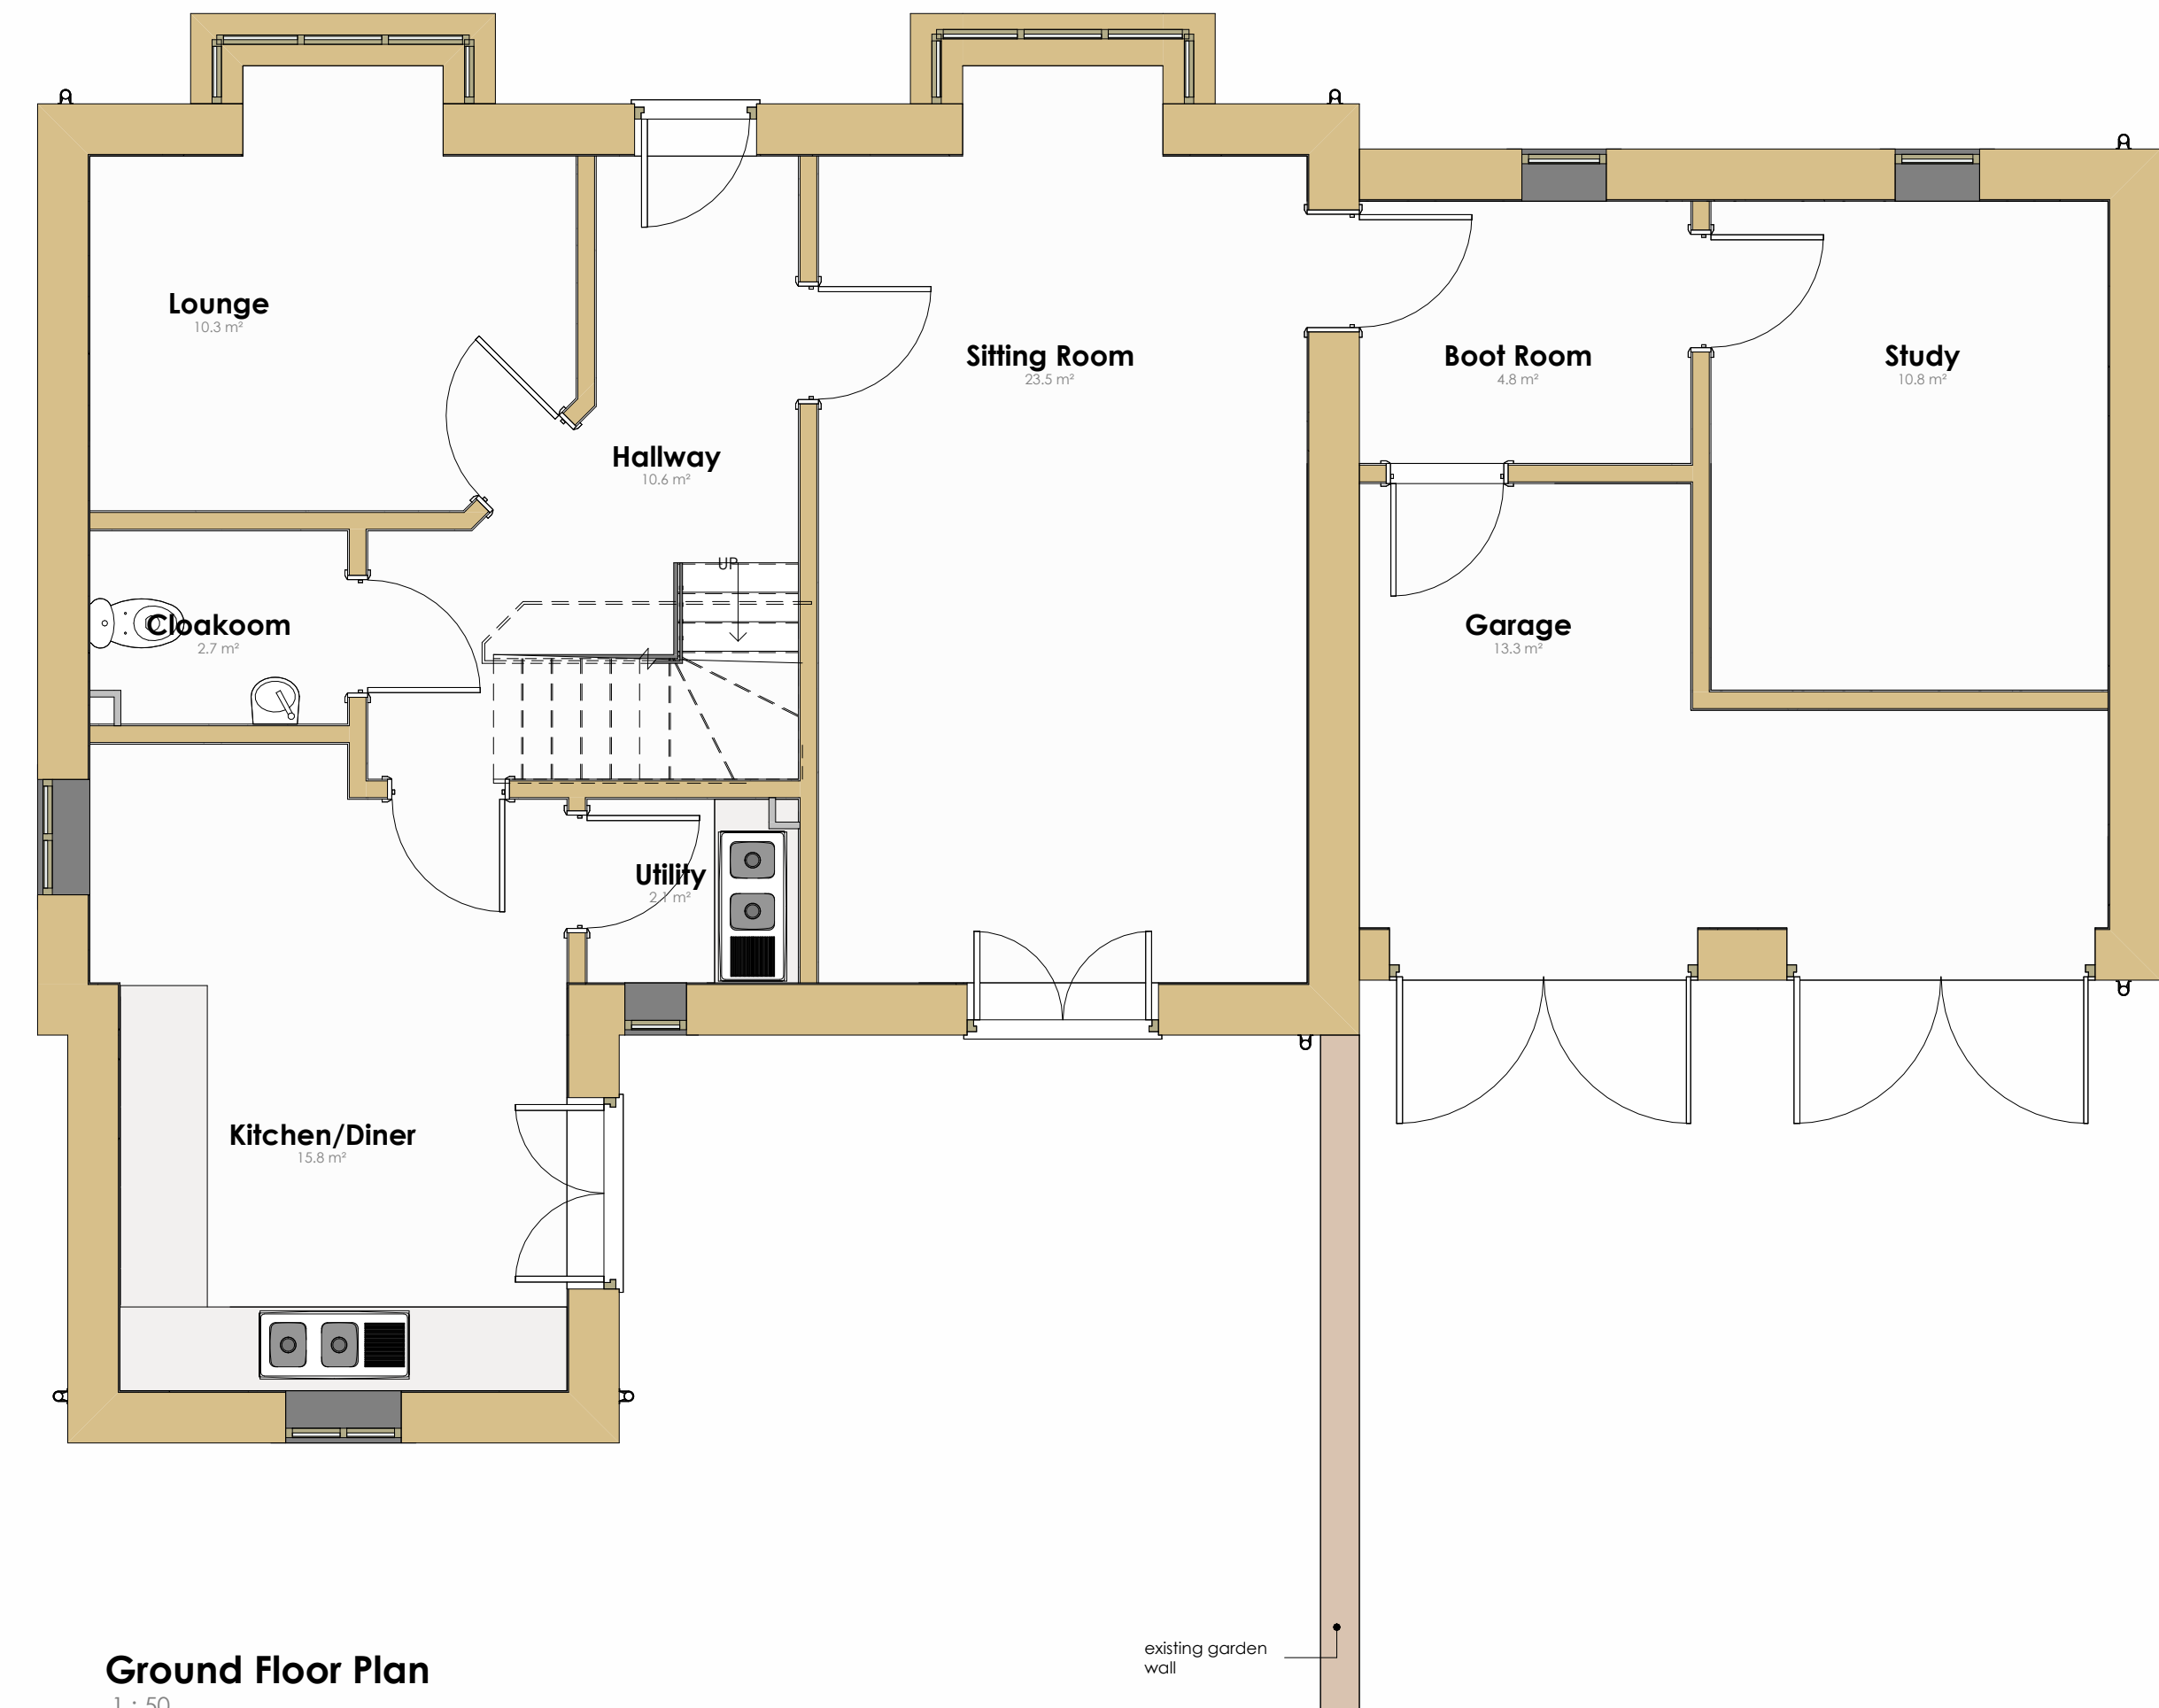 Lounge
10.3 m²
Sitting Room
23.5 m²
Boot Room
4.8 m²
Study
10.8 m²
Hallway
10.6 m²
UP
Cloakoom
2.7 m²
Garage
13.3 m²
Utility
2.1 m²
Kitchen/Diner
15.8 m²
existing garden
wall
Ground Floor Plan
1 : 50